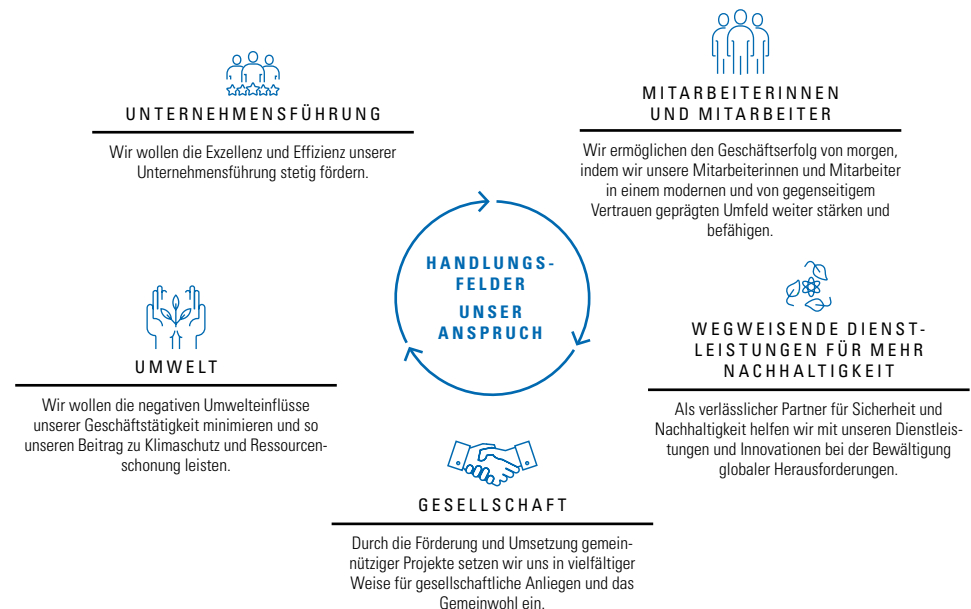 UNTERNEHMENSFÜHRUNG
Wir wollen die Exzellenz und Effizienz unserer
Unternehmensführung stetig fördern.
MITARBEITERINNEN
UND MITARBEITER
Wir ermöglichen den Geschäftserfolg von morgen,
indem wir unsere Mitarbeiterinnen und Mitarbeiter
in einem modernen und von gegenseitigem
Vertrauen geprägten Umfeld weiter stärken und
befähigen.
HANDLUNGS-
FELDER
UNSER
ANSPRUCH
UMWELT
Wir wollen die negativen Umwelteinflüsse
unserer Geschäftstätigkeit minimieren und so
unseren Beitrag zu Klimaschutz und Ressourcen-
schonung leisten.
WEGWEISENDE DIENST-
LEISTUNGEN FÜR MEHR
NACHHALTIGKEIT
Als verlässlicher Partner für Sicherheit und
Nachhaltigkeit helfen wir mit unseren Dienstleis-
tungen und Innovationen bei der Bewältigung
globaler Herausforderungen.
GESELLSCHAFT
Durch die Förderung und Umsetzung gemein-
nütziger Projekte setzen wir uns in vielfältiger
Weise für gesellschaftliche Anliegen und das
Gemeinwohl ein.